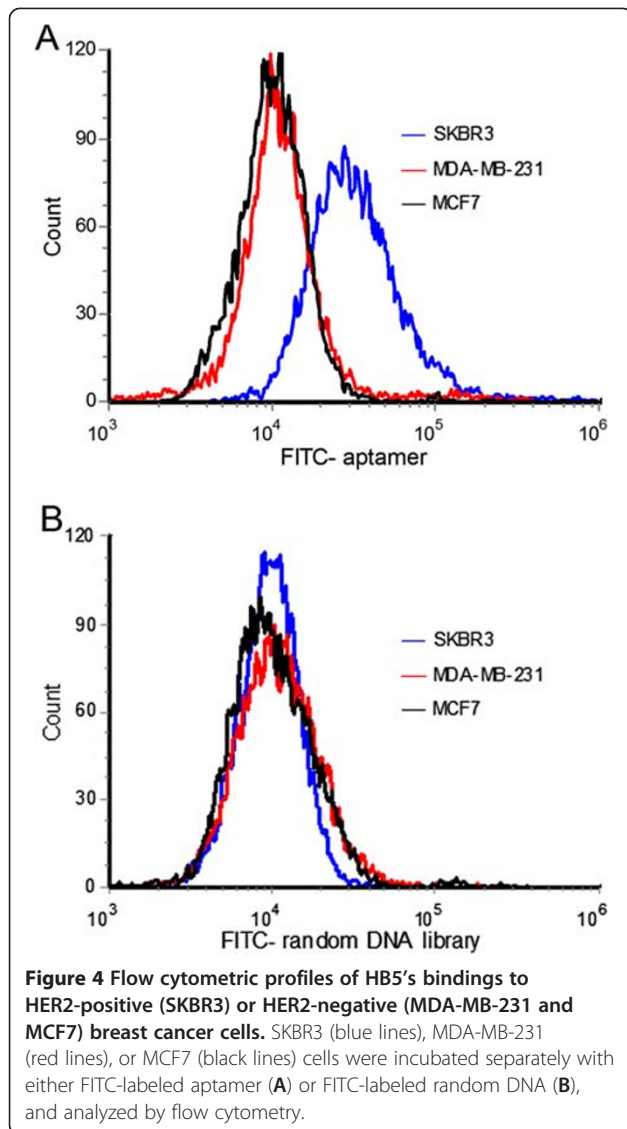 A
120
90
60
30
0
Count
SKBR3
MDA-MB-231
MCF7
10³ 10⁴ 10⁵ 10⁶
FITC- aptamer
B
120
90
60
30
0
Count
SKBR3
MDA-MB-231
MCF7
10³ 10⁴ 10⁵ 10⁶
FITC- random DNA library
Figure 4 Flow cytometric profiles of HB5's bindings to
HER2-positive (SKBR3) or HER2-negative (MDA-MB-231 and
MCF7) breast cancer cells. SKBR3 (blue lines), MDA-MB-231
(red lines), or MCF7 (black lines) cells were incubated separately with
either FITC-labeled aptamer (A) or FITC-labeled random DNA (B),
and analyzed by flow cytometry.